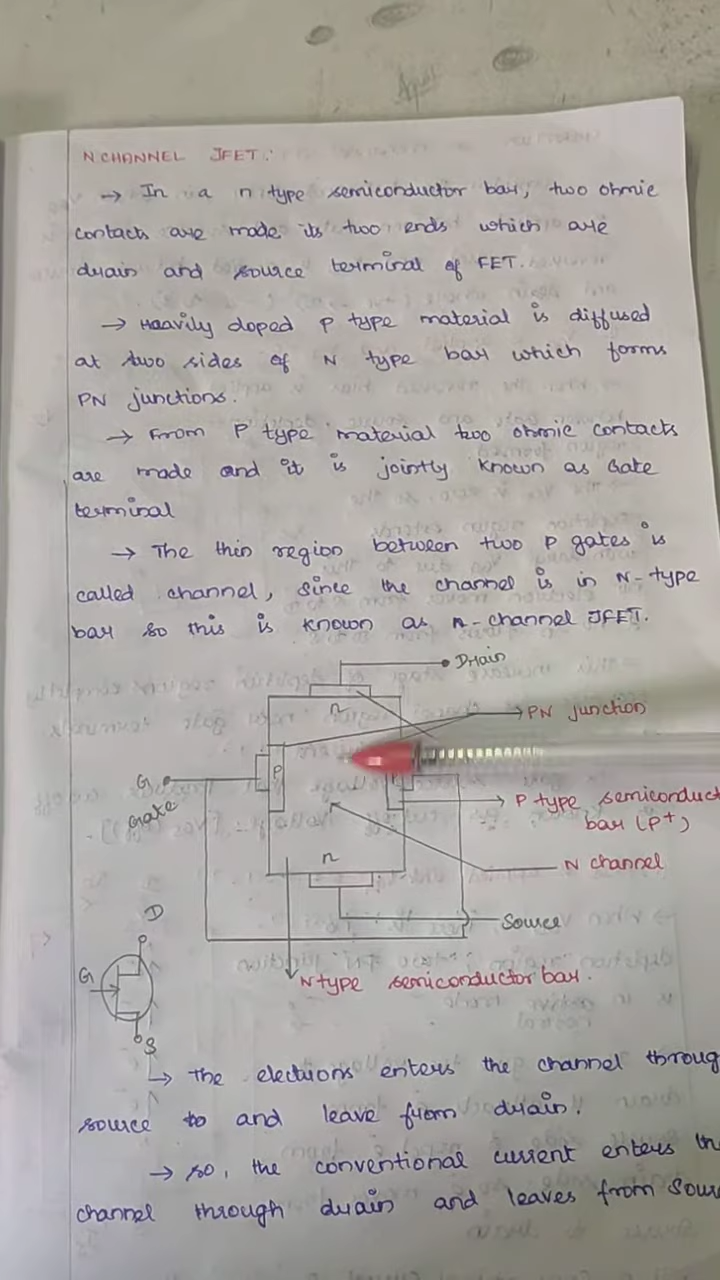 N CHANNEL JFET:
→ In a n type semiconductor bar, two ohmic
contacts are made its two ends which are
drain and source terminal of FET.
→ Heavily doped P type material is diffused
at two sides of N type bar which forms
PN junctions.
→ From P type material two ohmic contacts
are made and it is jointly known as Gate
terminal
→ The thin region between two P gates is
called channel, since the channel is in N-type
bar so this is known as n-channel JFET.
Drain
n
PN junction
P
G
Gate
P type semiconduct
bar (P+)
n
N channel
D
Source
G
N type semiconductor bar.
S
→ The electrons enters the channel throug
source to and leave from drain.
→ so, the conventional current enters th
channel through drain and leaves from sour